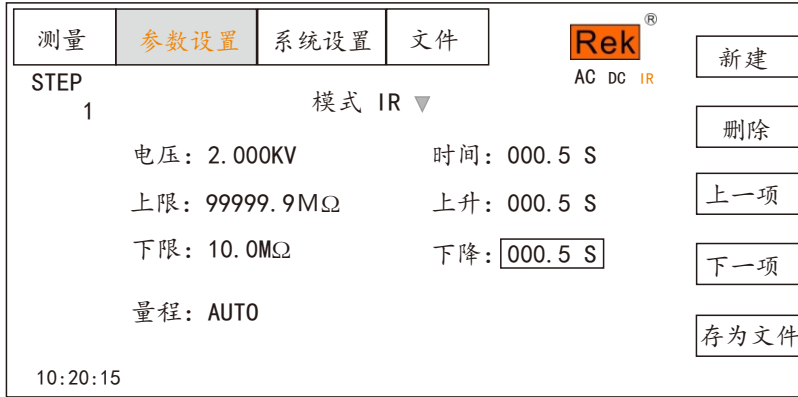 测量 参数设置 系统设置 文件 Rek®
AC DC IR
新建
STEP
1
模式 IR ▼
删除
电压: 2.000KV 时间: 000.5 S
上一项
上限: 99999.9MΩ 上升: 000.5 S
下限: 10.0MΩ 下降: 000.5 S
下一项
量程: AUTO
存为文件
10:20:15